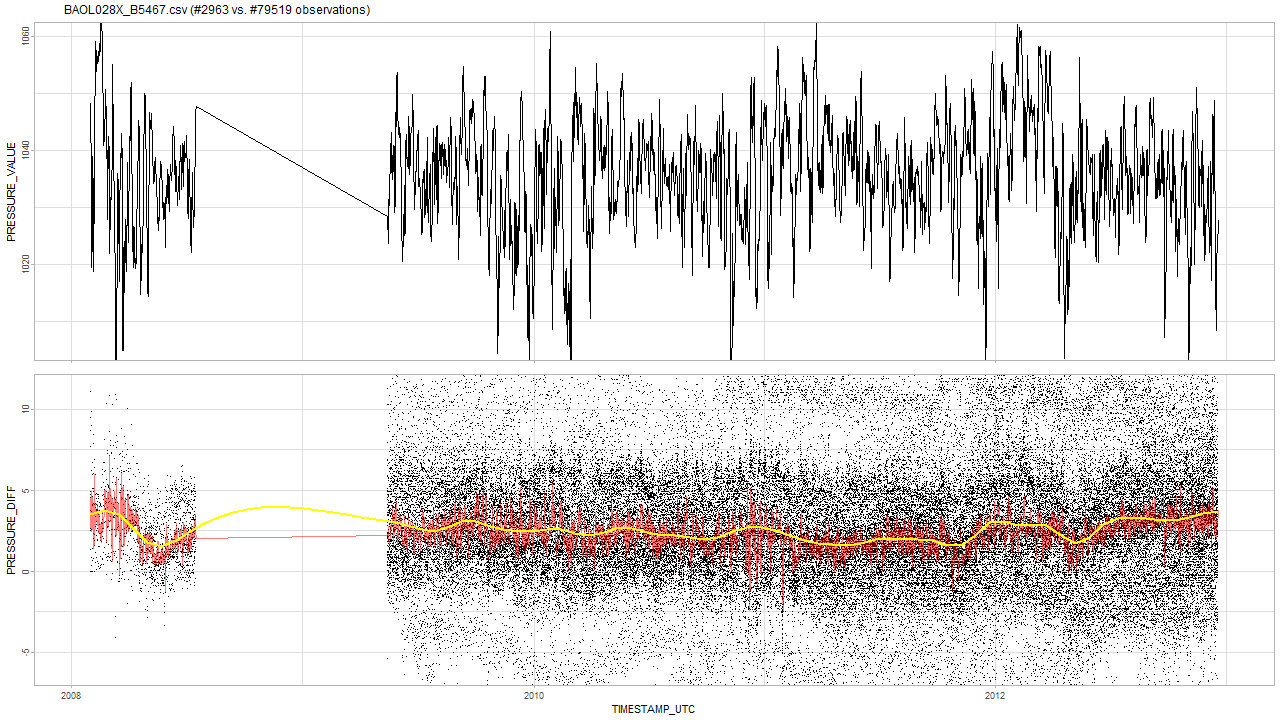 BAOL028X_B5467.csv (#2963 vs. #79519 observations)
1060
1040
1020
PRESSURE_VALUE
10
5
0
-5
PRESSURE_DIFF
2008
2010
2012
TIMESTAMP_UTC